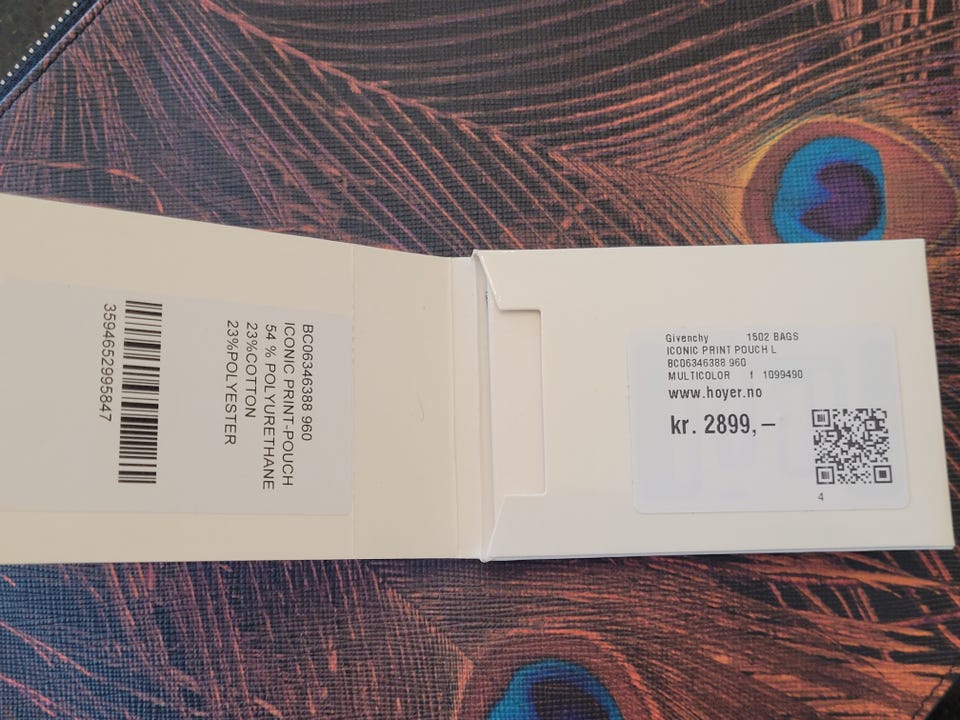 BC06346388 960
ICONIC PRINT-POUCH
54 % POLYURETHANE
23%COTTON
23%POLYESTER
3594652995847
Givenchy 1502 BAGS
ICONIC PRINT POUCH L
BC06346388 960
MULTICOLOR f 1099490
www.hoyer.no
kr. 2899,–
4